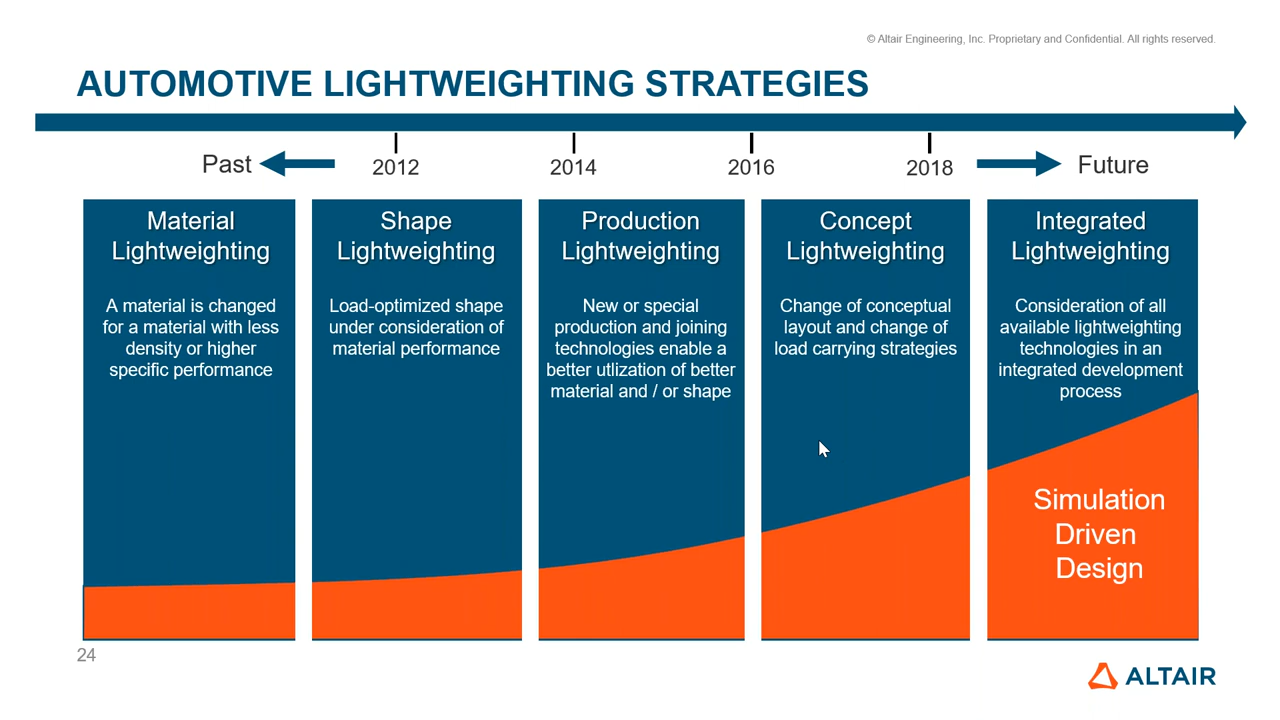 © Altair Engineering, Inc. Proprietary and Confidential. All rights reserved.
AUTOMOTIVE LIGHTWEIGHTING STRATEGIES
Past
2012
2014
2016
2018
Future
Material
Lightweighting
A material is changed
for a material with less
density or higher
specific performance
Shape
Lightweighting
Load-optimized shape
under consideration of
material performance
Production
Lightweighting
New or special
production and joining
technologies enable a
better utlization of better
material and / or shape
Concept
Lightweighting
Change of conceptual
layout and change of
load carrying strategies
Integrated
Lightweighting
Consideration of all
available lightweighting
technologies in an
integrated development
process
Simulation
Driven
Design
24
ALTAIR